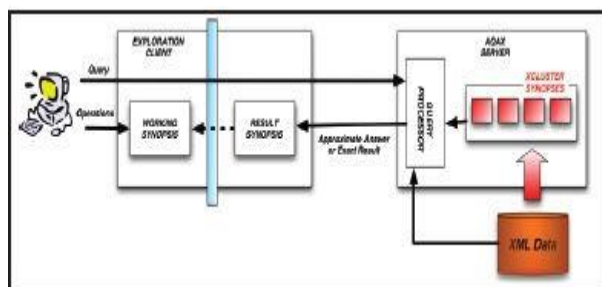 EXPLORATION
CLIENT
AQAX
SERVER
Query
XCLUSTER
SYNOPSES
Operations
WORKING
SYNOPSIS
RESULT
SYNOPSIS
QUERY
PROCESSOR
Approximate Answer
or Exact Result
XML Data